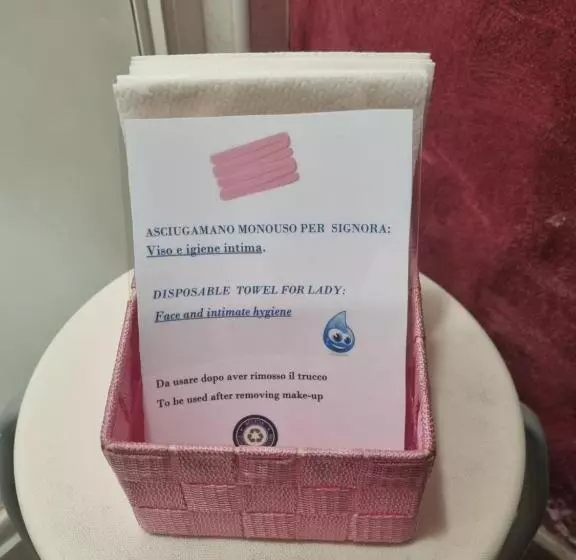 ASCIUGAMANO MONOUSO PER SIGNORA:
Viso e igiene intima.
DISPOSABLE TOWEL FOR LADY:
Face and intimate hygiene
Da usare dopo aver rimosso il trucco
To be used after removing make-up